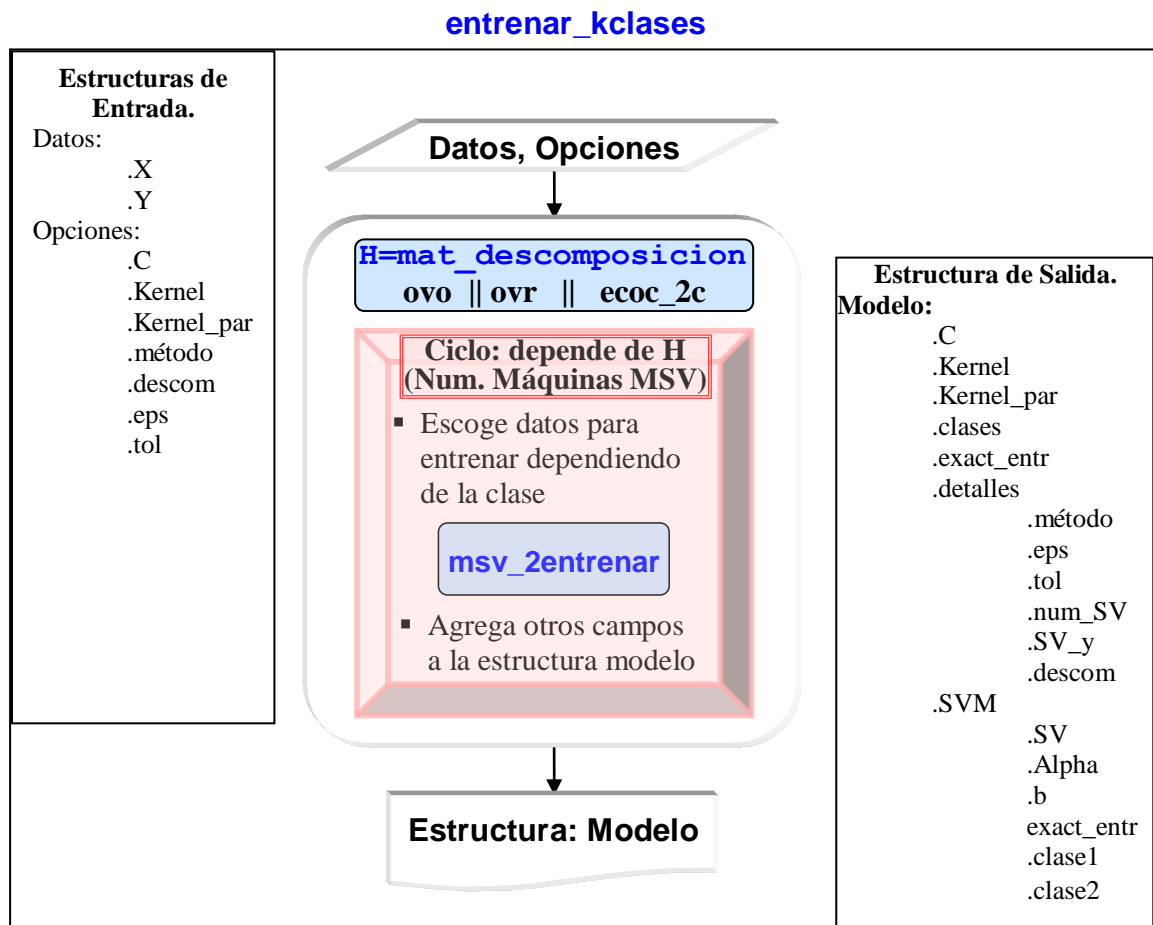 entrenar_kclases
Estructuras de
Entrada.
Datos:
.X
.Y
Opciones:
.C
.Kernel
.Kernel_par
.método
.descom
.eps
.tol
Datos, Opciones
H=mat_descomposicion
ovo || ovr || ecoc_2c
Ciclo: depende de H
(Num. Máquinas MSV)
▪ Escoge datos para
entrenar dependiendo
de la clase
msv_2entrenar
▪ Agrega otros campos
a la estructura modelo
Estructura: Modelo
Estructura de Salida.
Modelo:
.C
.Kernel
.Kernel_par
.clases
.exact_entr
.detalles
.método
.eps
.tol
.num_SV
.SV_y
.descom
.SVM
.SV
.Alpha
.b
exact_entr
.clase1
.clase2